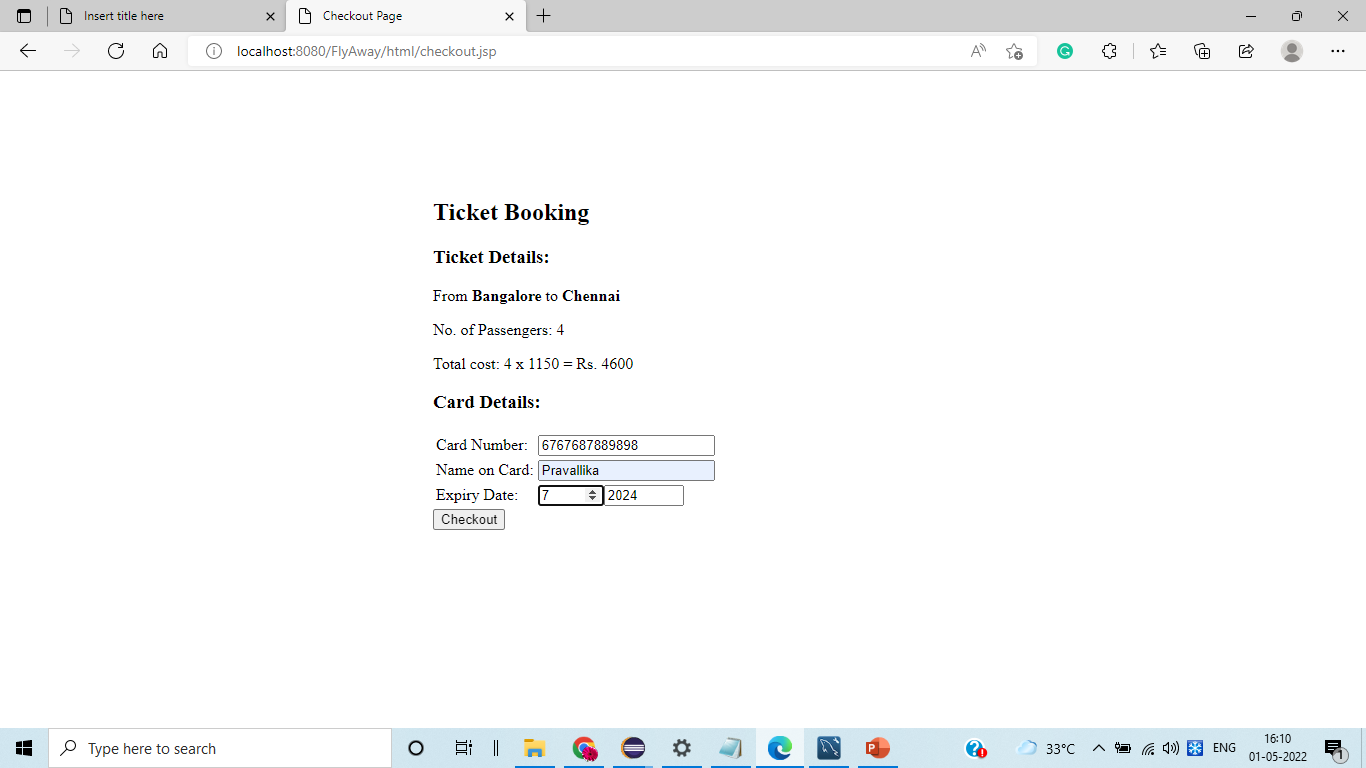 Insert title here
Checkout Page
localhost:8080/FlyAway/html/checkout.jsp
Ticket Booking
Ticket Details:
From Bangalore to Chennai
No. of Passengers: 4
Total cost: 4 x 1150 = Rs. 4600
Card Details:
Card Number: 6767687889898
Name on Card: Pravallika
Expiry Date: 7 2024
Checkout
Type here to search
33°C
ENG
16:10
01-05-2022
1